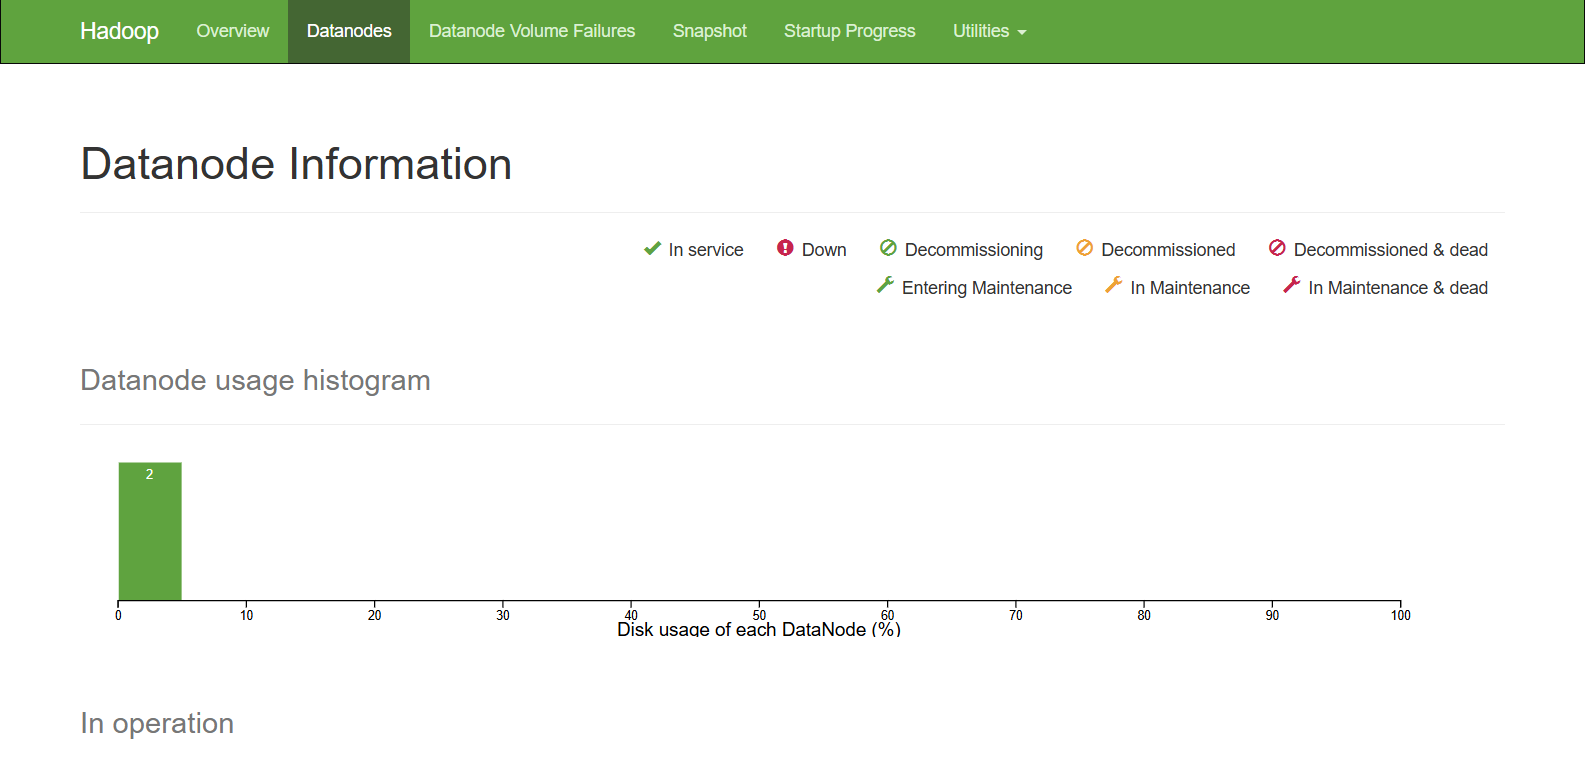 Hadoop Overview Datanodes Datanode Volume Failures Snapshot Startup Progress Utilities
Datanode Information
In service Down Decommissioning Decommissioned Decommissioned & dead
Entering Maintenance In Maintenance In Maintenance & dead
Datanode usage histogram
2
0 10 20 30 40 50 60 70 80 90 100
Disk usage of each DataNode (%)
In operation